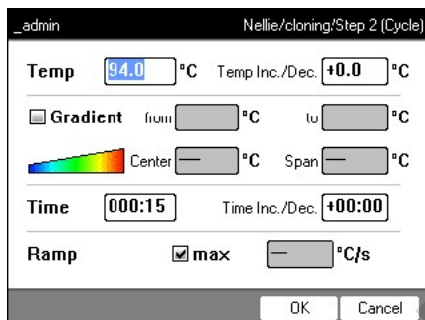 _admin Nellie/cloning/Step 2 (Cycle)
Temp 94.0 °C Temp Inc./Dec. +0.0 °C
Gradient from °C to °C
Center — °C Span — °C
Time 000:15 Time Inc./Dec. +00:00
Ramp max — °C/s
OK Cancel